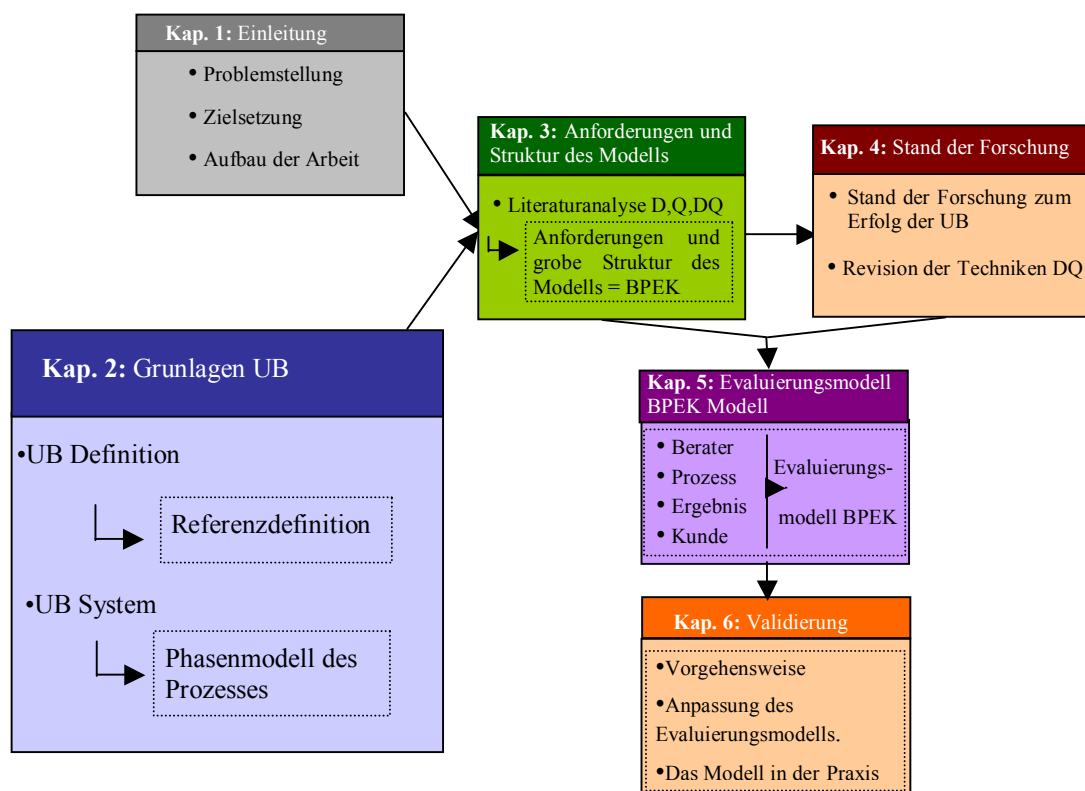 Kap. 1: Einleitung
• Problemstellung
• Zielsetzung
• Aufbau der Arbeit
Kap. 2: Grunlagen UB
•UB Definition
Referenzdefinition
•UB System
Phasenmodell des
Prozesses
Kap. 3: Anforderungen und
Struktur des Modells
• Literaturanalyse D,Q,DQ
Anforderungen und
grobe Struktur des
Modells = BPEK
Kap. 4: Stand der Forschung
• Stand der Forschung zum
Erfolg der UB
• Revision der Techniken DQ
Kap. 5: Evaluierungsmodell
BPEK Modell
• Berater
• Prozess
• Ergebnis
• Kunde
Evaluierungs-
modell BPEK
Kap. 6: Validierung
•Vorgehensweise
•Anpassung des
Evaluierungsmodells.
•Das Modell in der Praxis